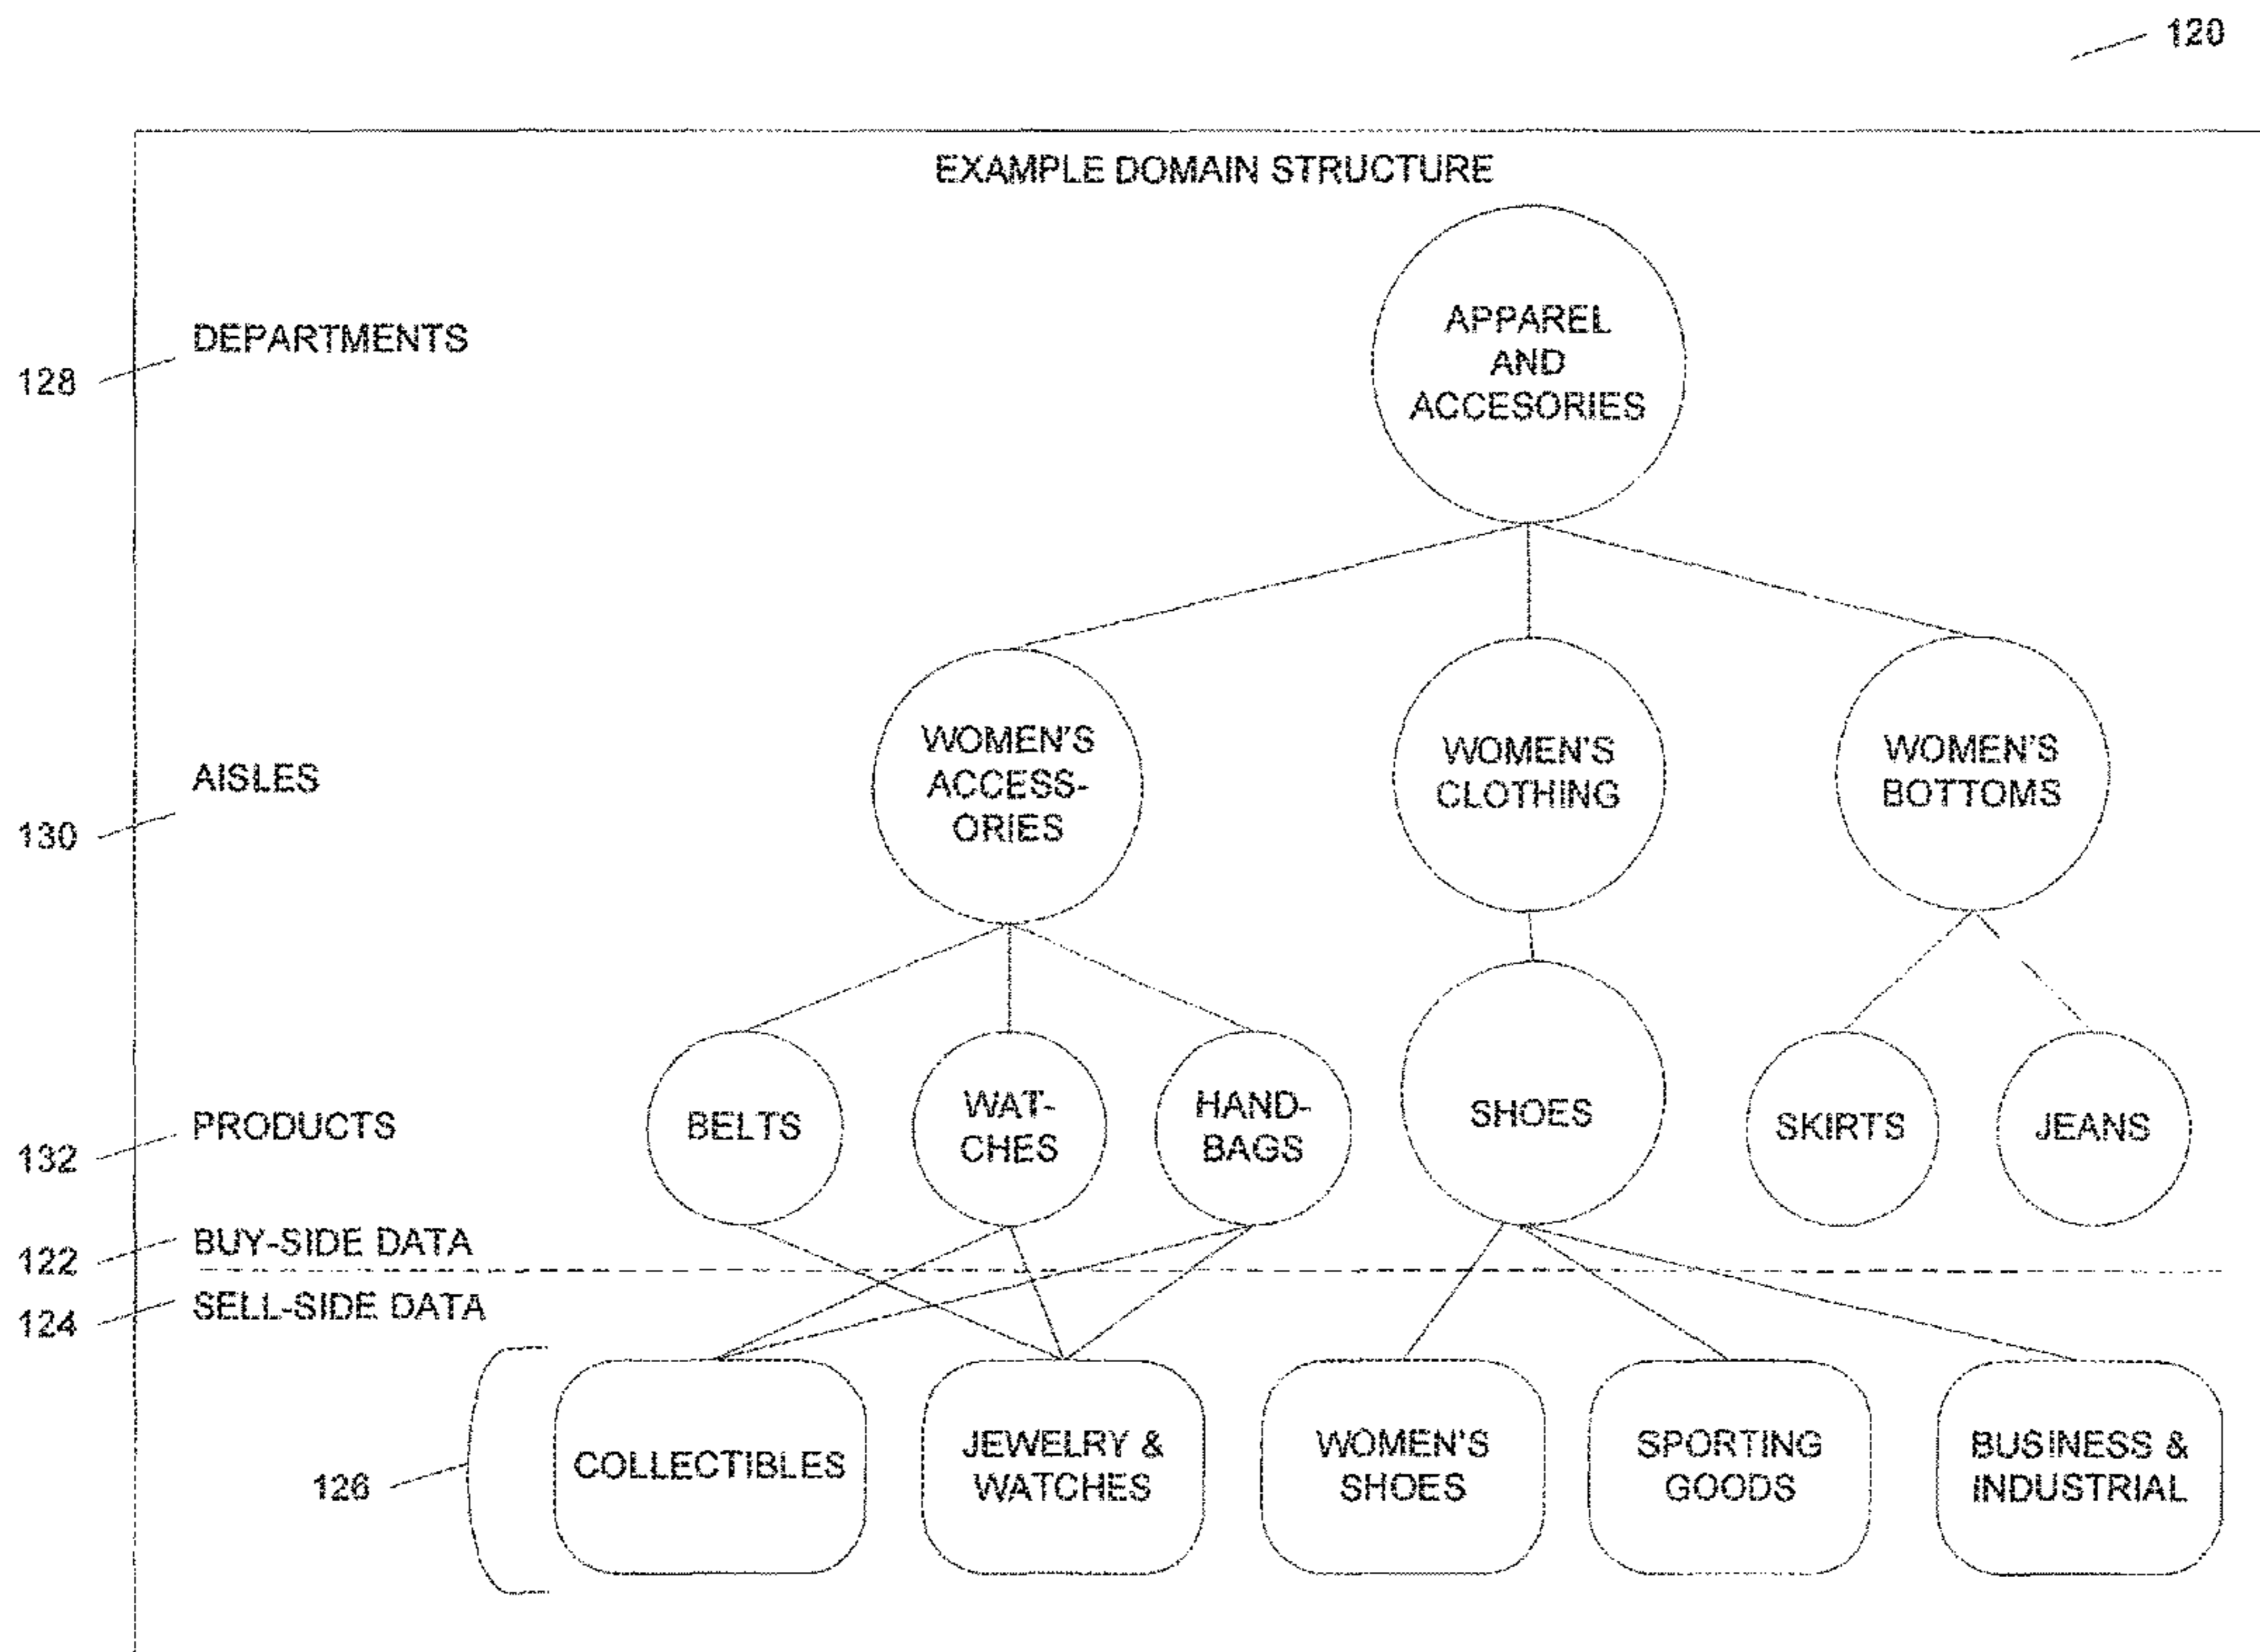 120
EXAMPLE DOMAIN STRUCTURE
DEPARTMENTS
128
APPAREL
AND
ACCESORIES
AISLES
130
WOMEN'S
ACCESS-
ORIES
WOMEN'S
CLOTHING
WOMEN'S
BOTTOMS
PRODUCTS
132
BELTS
WAT-
CHES
HAND-
BAGS
SHOES
SKIRTS
JEANS
BUY-SIDE DATA
122
SELL-SIDE DATA
124
126
COLLECTIBLES
JEWELRY &
WATCHES
WOMEN'S
SHOES
SPORTING
GOODS
BUSINESS &
INDUSTRIAL